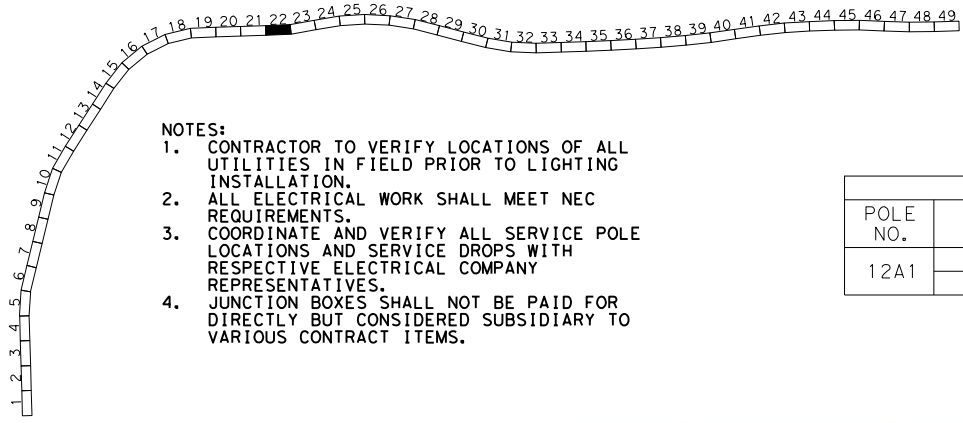 1 2 3 4 5 6 7 8 9 10 11 12 13 14 15 16 17 18 19 20 21 22 23 24 25 26 27 28 29 30 31 32 33 34 35 36 37 38 39 40 41 42 43 44 45 46 47 48 49
NOTES:
1. CONTRACTOR TO VERIFY LOCATIONS OF ALL
UTILITIES IN FIELD PRIOR TO LIGHTING
INSTALLATION.
2. ALL ELECTRICAL WORK SHALL MEET NEC
REQUIREMENTS.
3. COORDINATE AND VERIFY ALL SERVICE POLE
LOCATIONS AND SERVICE DROPS WITH
RESPECTIVE ELECTRICAL COMPANY
REPRESENTATIVES.
4. JUNCTION BOXES SHALL NOT BE PAID FOR
DIRECTLY BUT CONSIDERED SUBSIDIARY TO
VARIOUS CONTRACT ITEMS.
POLE
NO.
12A1